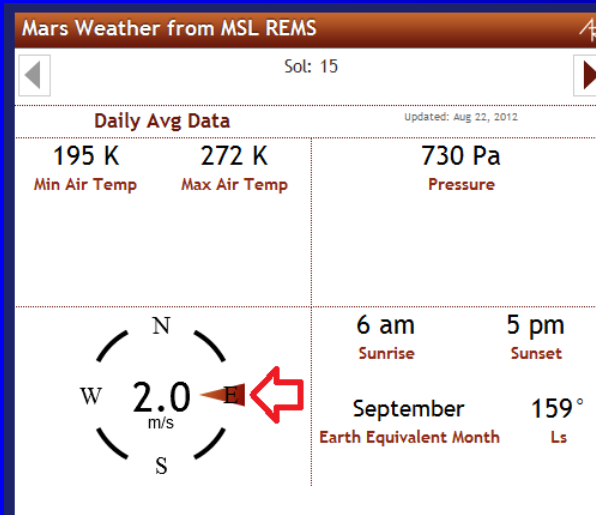 Mars Weather from MSL REMS
Sol: 15
Daily Avg Data
Updated: Aug 22, 2012
195 K
272 K
Min Air Temp
Max Air Temp
730 Pa
Pressure
N
W
2.0
E
m/s
S
6 am
5 pm
Sunrise
Sunset
September
159°
Earth Equivalent Month
Ls